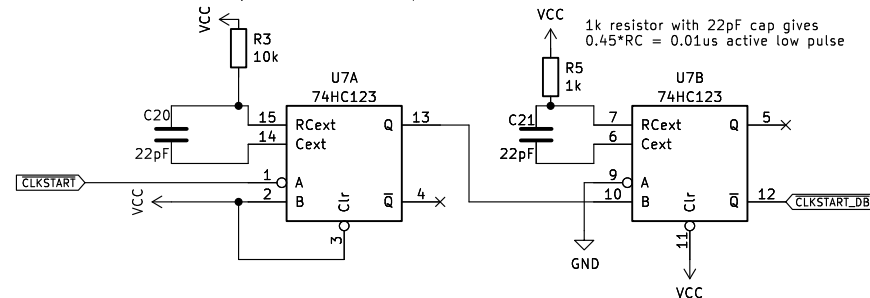 VCC
R3
10k
C20
22pF
U7A
74HC123
15
RCext
Q
13
14
Cext
CLKSTART
1
A
VCC
2
B
Clr
Q
4
3
VCC
R5
1k
1k resistor with 22pF cap gives
0.45*RC = 0.01us active low pulse
C21
22pF
U7B
74HC123
7
RCext
Q
5
6
Cext
9
A
10
B
Clr
Q
12
CLKSTART_DB
11
GND
VCC